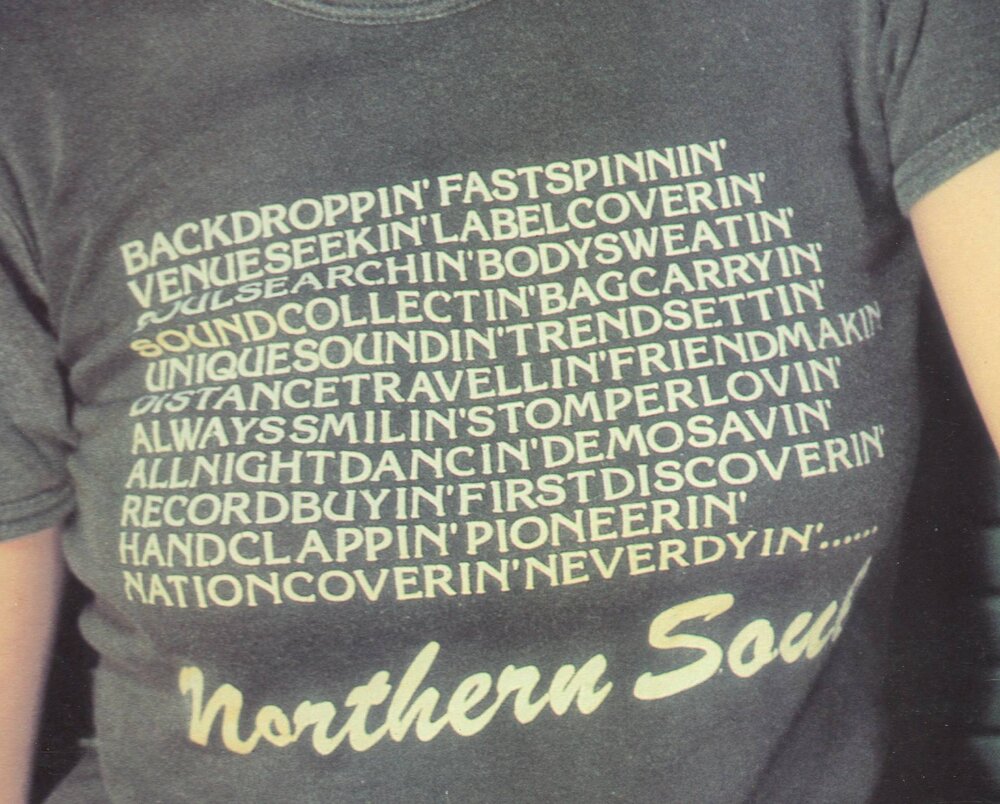 BACKDROPPIN' FASTSPINNIN'
VENUESEEKIN' LABELCOVERIN'
SOULSEARCHIN' BODYSWEATIN'
SOUNDCOLLECTIN' BAGCARRYIN'
UNIQUESOUNDIN' TRENDSETTIN'
DISTANCETRAVELLIN' FRIENDMAKIN'
ALWAYSSMILIN' STOMPERLOVIN'
ALLNIGHTDANCIN' DEMOSAVIN'
RECORDBUYIN' FIRSTDISCOVERIN'
HANDCLAPPIN' PIONEERIN'
NATIONCOVERIN' NEVERDYIN'......
Northern Soul